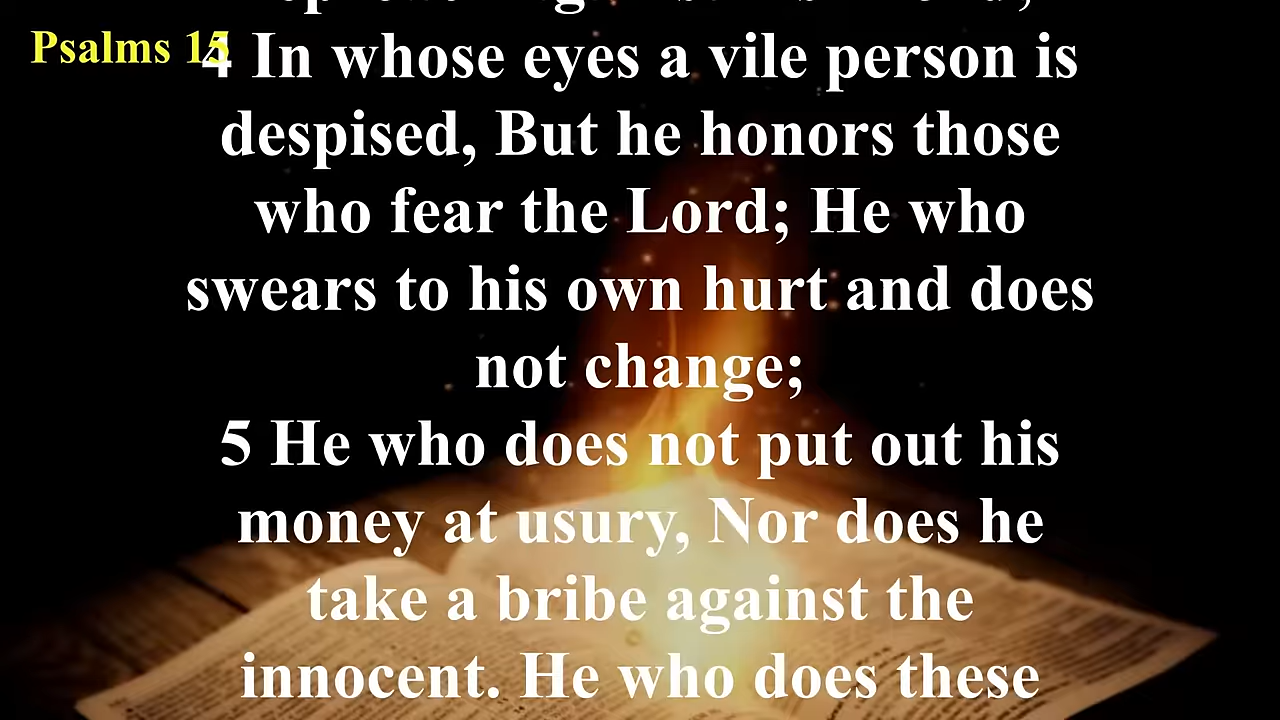 Psalms 15
4 In whose eyes a vile person is
despised, But he honors those
who fear the Lord; He who
swears to his own hurt and does
not change;
5 He who does not put out his
money at usury, Nor does he
take a bribe against the
innocent. He who does these